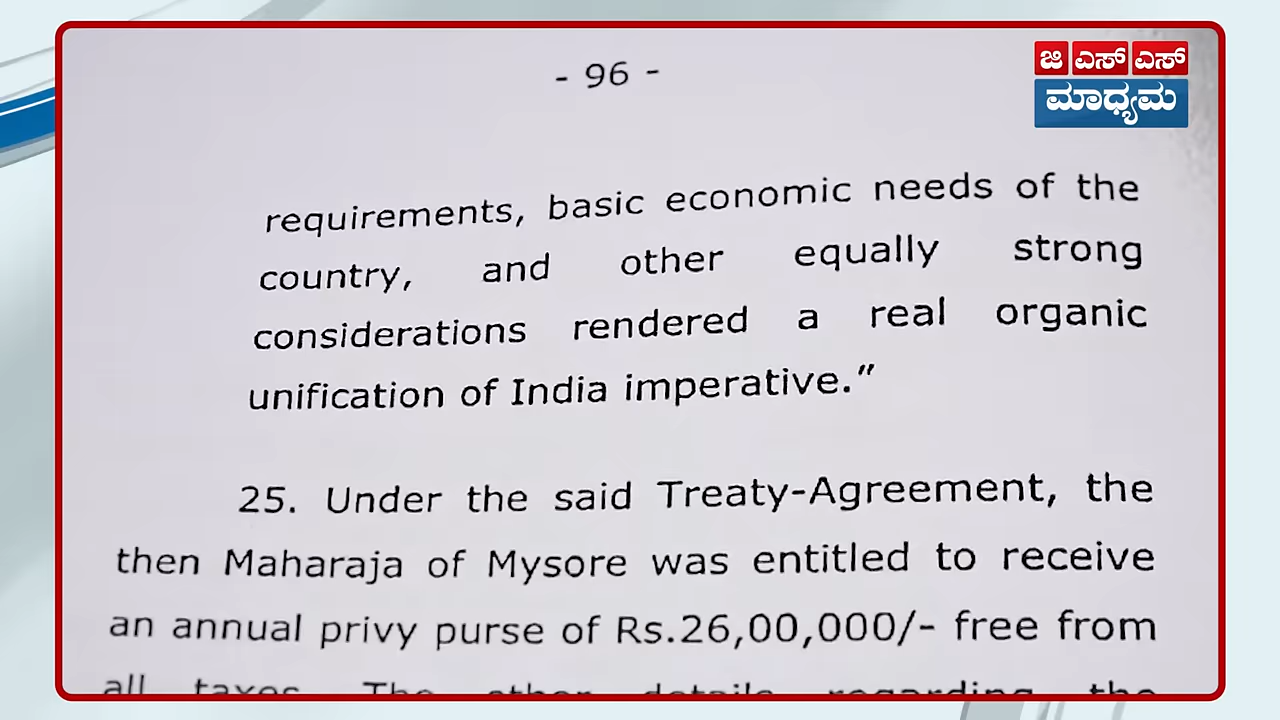 - 96 -
ಜಿ ಎಸ್ ಎಸ್
ಮಾಧ್ಯಮ
requirements, basic economic needs of the
country, and other equally strong
considerations rendered a real organic
unification of India imperative.”
25. Under the said Treaty-Agreement, the
then Maharaja of Mysore was entitled to receive
an annual privy purse of Rs.26,00,000/- free from
all taxes. The other details regarding the